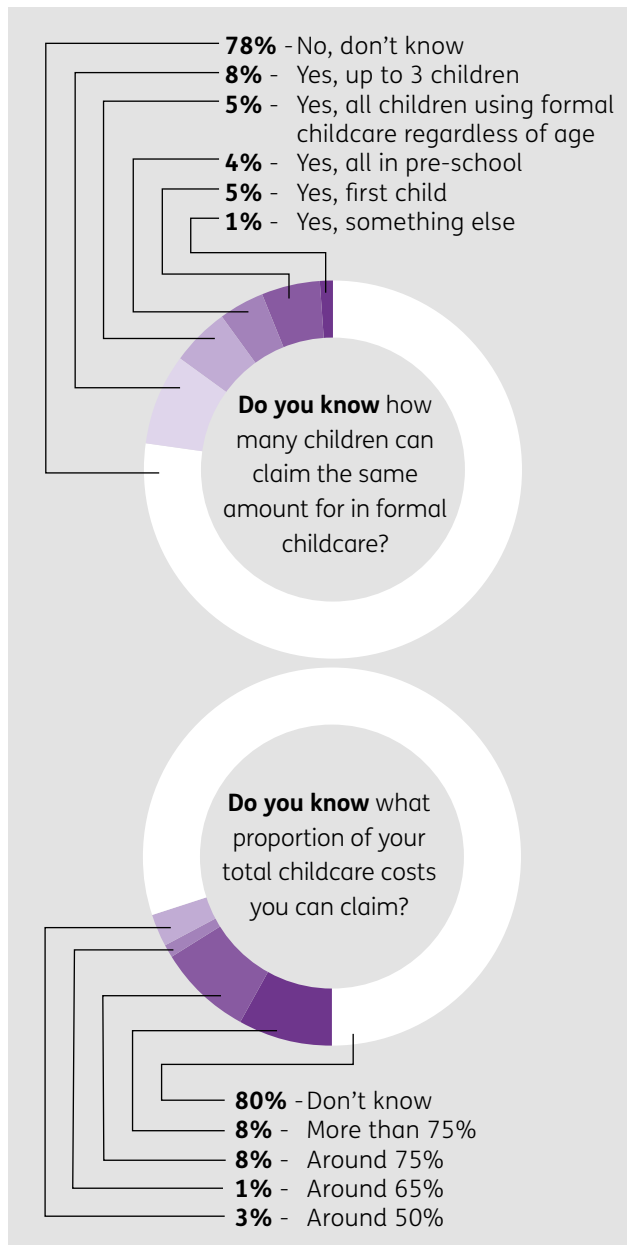 78% - No, don't know
8% - Yes, up to 3 children
5% - Yes, all children using formal
childcare regardless of age
4% - Yes, all in pre-school
5% - Yes, first child
1% - Yes, something else
Do you know how
many children can
claim the same
amount for in formal
childcare?
Do you know what
proportion of your
total childcare costs
you can claim?
80% - Don't know
8% - More than 75%
8% - Around 75%
1% - Around 65%
3% - Around 50%